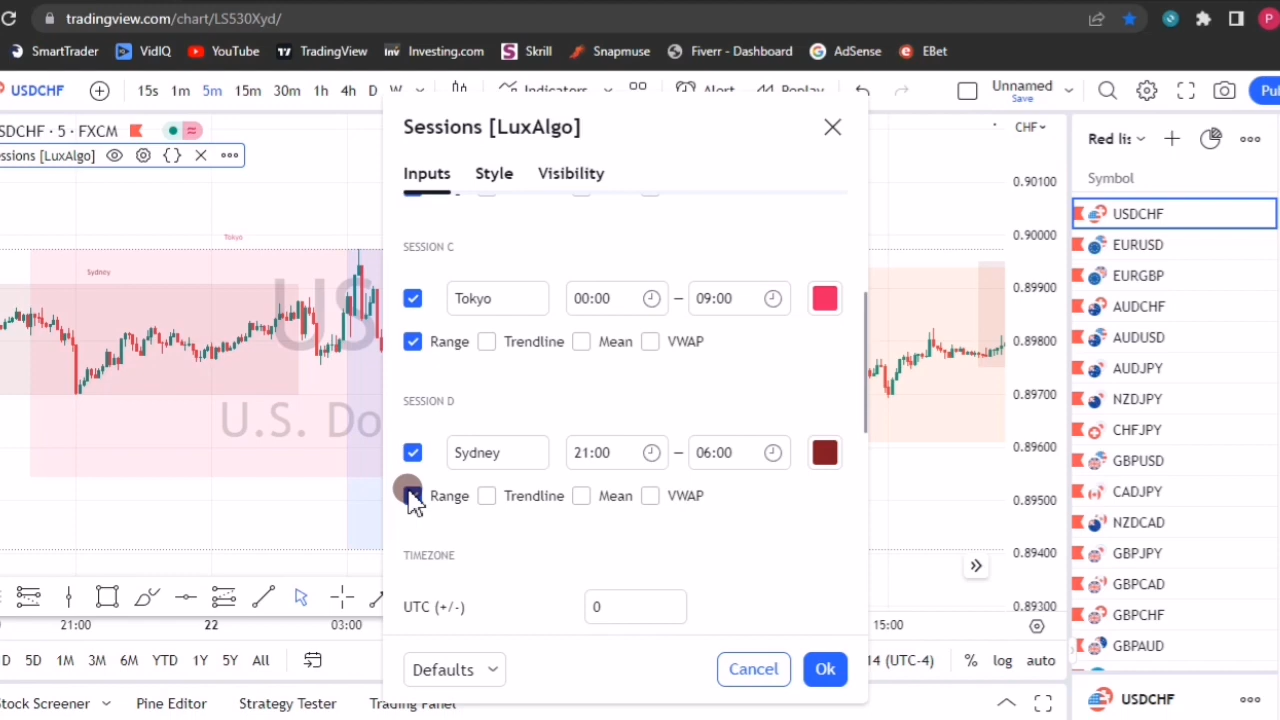 tradingview.com/chart/LS530Xyd/
P
SmartTrader VidIQ YouTube TradingView Investing.com Skrill Snapmuse Fiverr - Dashboard AdSense EBet
USDCHF 15s 1m 5m 15m 30m 1h 4h D W Indicators Alert Replay Unnamed
Save
Pul
SDCHF · 5 · FXCM
essions [LuxAlgo]
Sessions [LuxAlgo]
Inputs Style Visibility
SESSION C
Tokyo 00:00 – 09:00
Range Trendline Mean VWAP
SESSION D
Sydney 21:00 – 06:00
Range Trendline Mean VWAP
TIMEZONE
UTC (+/-) 0
Defaults Cancel Ok
Tokyo
Sydney
US
U.S. Do
CHF
0.90100
0.90000
0.89900
0.89800
0.89700
0.89600
0.89500
0.89400
0.89300
Red lis
Symbol
USDCHF
EURUSD
EURGBP
AUDCHF
AUDUSD
AUDJPY
NZDJPY
CHFJPY
GBPUSD
CADJPY
NZDCAD
GBPJPY
GBPCAD
GBPCHF
GBPAUD
21:00 22 03:00 15:00
D 5D 1M 3M 6M YTD 1Y 5Y All 14 (UTC-4) % log auto
tock Screener Pine Editor Strategy Tester Trading Panel
USDCHF